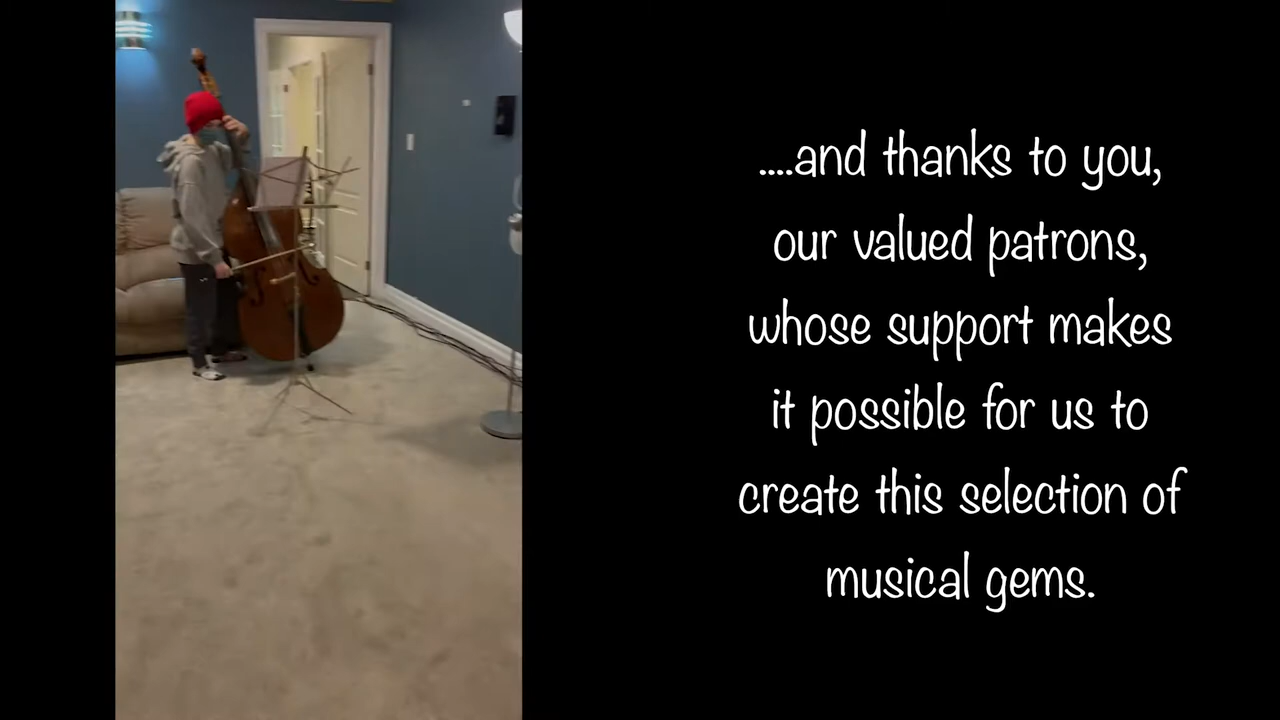 ....and thanks to you,
our valued patrons,
whose support makes
it possible for us to
create this selection of
musical gems.